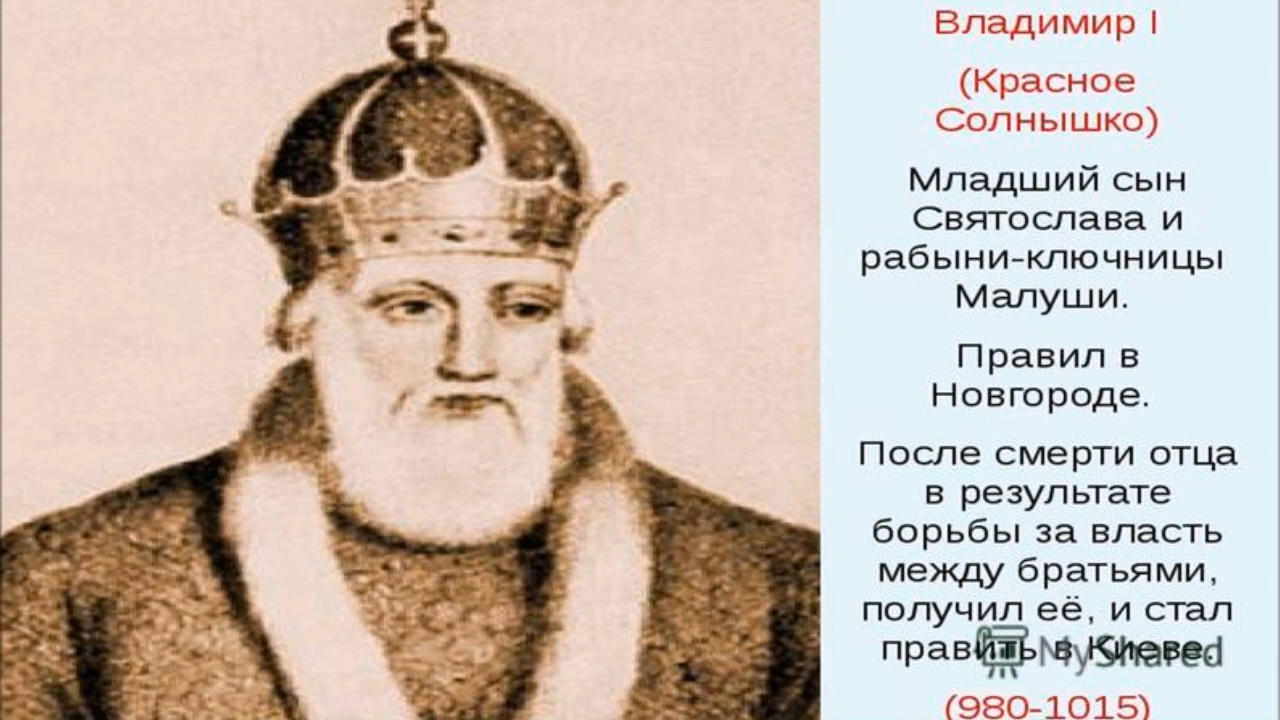 Владимир I
(Красное
Солнышко)
Младший сын
Святослава и
рабыни-ключницы
Малуши.
Правил в
Новгороде.
После смерти отца
в результате
борьбы за власть
между братьями,
получил её, и стал
править в Киеве.
MyShared
(980-1015)